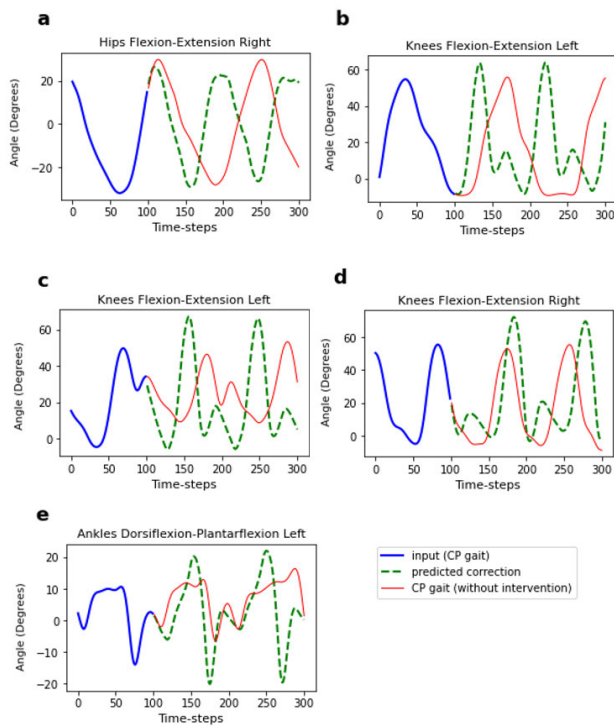 a
Hips Flexion-Extension Right
Angle (Degrees)
20
0
−20
0 50 100 150 200 250 300
Time-steps
b
Knees Flexion-Extension Left
Angle (Degrees)
60
40
20
0
0 50 100 150 200 250 300
Time-steps
c
Knees Flexion-Extension Left
Angle (Degrees)
60
40
20
0
0 50 100 150 200 250 300
Time-steps
d
Knees Flexion-Extension Right
Angle (Degrees)
60
40
20
0
0 50 100 150 200 250 300
Time-steps
e
Ankles Dorsiflexion-Plantarflexion Left
Angle (Degrees)
20
10
0
−10
−20
0 50 100 150 200 250 300
Time-steps
input (CP gait)
predicted correction
CP gait (without intervention)